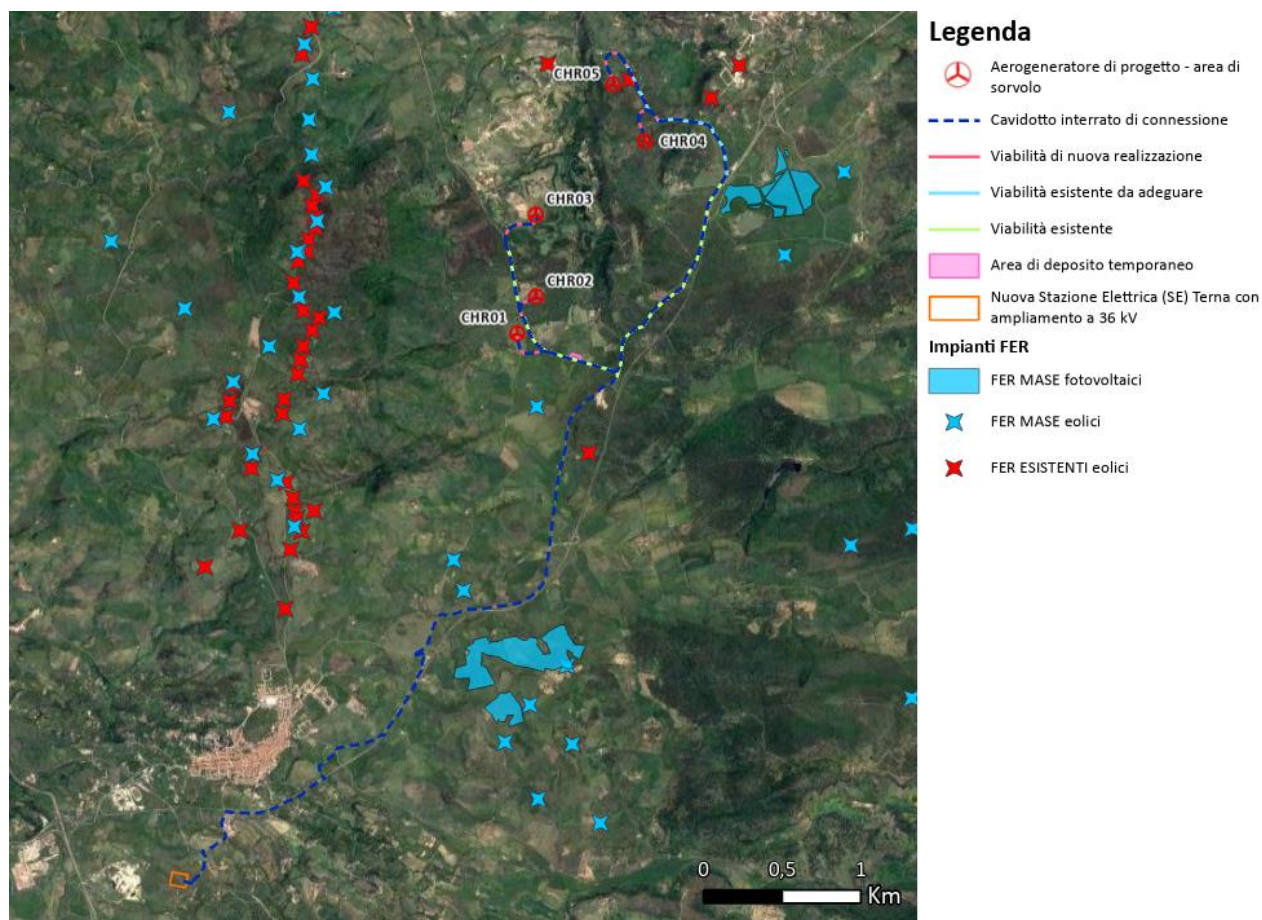 Legenda
Aerogeneratore di progetto - area di
sorvolo
Cavidotto interrato di connessione
Viabilità di nuova realizzazione
Viabilità esistente da adeguare
Viabilità esistente
Area di deposito temporaneo
Nuova Stazione Elettrica (SE) Terna con
ampliamento a 36 kV
Impianti FER
FER MASE fotovoltaici
FER MASE eolici
FER ESISTENTI eolici
CHR05
CHR04
CHR03
CHR02
CHR01
0 0,5 1
Km